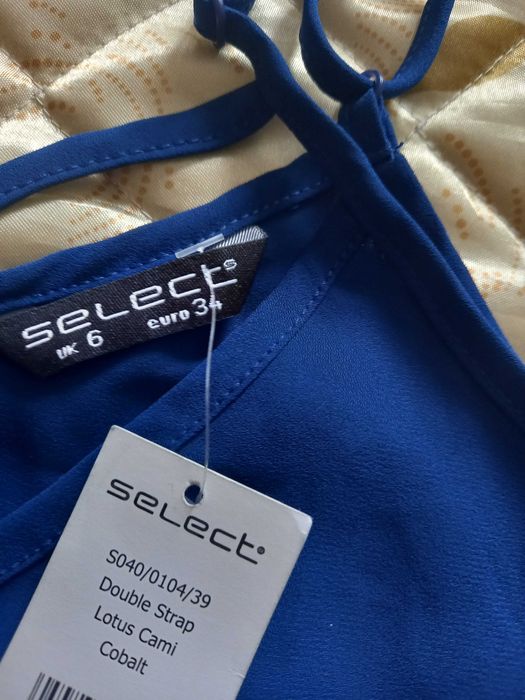 select
UK 6 euro 34
select
S040/0104/39
Double Strap
Lotus Cami
Cobalt